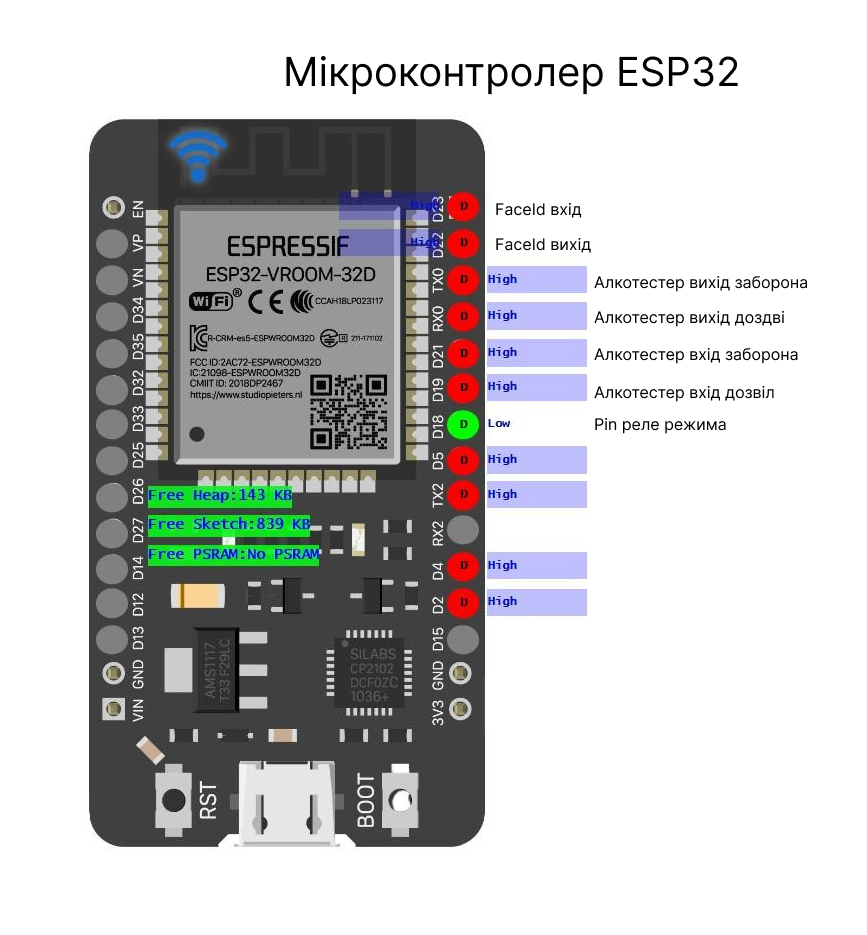 Мікроконтролер ESP32
EN
VP
VN
D34
D35
D32
D33
D25
D26
D27
D14
D12
D13
GND
VIN
ESPRESSIF
ESP32-VROOM-32D
WiFi®
CE FC CCAH18LP023117
R-CRM-es5-ESPWROOM32D
R 211-171102
FCC ID:2AC72-ESPWROOM32D
IC:21098-ESPWROOM32D
CMIIT ID: 2018DP2467
https://www.studiopieters.nl
Free Heap:143 KB
Free Sketch:839 KB
Free PSRAM:No PSRAM
AMS1117
T33 F29LC
SILABS
CP2102
DCF0ZC
1036+
RST
BOOT
High D23 D FaceId вхід
High D22 D FaceId вихід
TX0 D High Алкотестер вихід заборона
RX0 D High Алкотестер вихід доздві
D21 D High Алкотестер вхід заборона
D19 D High Алкотестер вхід дозвіл
D18 D Low Pin реле режима
D5 D High
TX2 D High
RX2
D4 D High
D2 D High
D15
GND
3V3